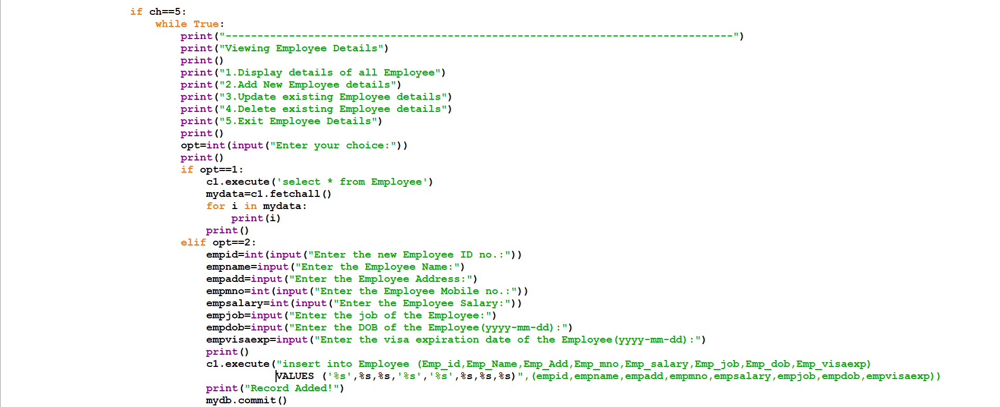 if ch==5:
while True:
print("--------------------------------------------------------------------------------")
print("Viewing Employee Details")
print()
print("1.Display details of all Employee")
print("2.Add New Employee details")
print("3.Update existing Employee details")
print("4.Delete existing Employee details")
print("5.Exit Employee Details")
print()
opt=int(input("Enter your choice:"))
print()
if opt==1:
c1.execute('select * from Employee')
mydata=c1.fetchall()
for i in mydata:
print(i)
print()
elif opt==2:
empid=int(input("Enter the new Employee ID no.:"))
empname=input("Enter the Employee Name:")
empadd=input("Enter the Employee Address:")
empmno=int(input("Enter the Employee Mobile no.:"))
empsalary=int(input("Enter the Employee Salary:"))
empjob=input("Enter the job of the Employee:")
empdob=input("Enter the DOB of the Employee(yyyy-mm-dd):")
empvisaexp=input("Enter the visa expiration date of the Employee(yyyy-mm-dd):")
print()
c1.execute("insert into Employee (Emp_id,Emp_Name,Emp_Add,Emp_mno,Emp_salary,Emp_job,Emp_dob,Emp_visaexp)
VALUES ('%s',%s,%s,'%s','%s',%s,%s,%s)",(empid,empname,empadd,empmno,empsalary,empjob,empdob,empvisaexp))
print("Record Added!")
mydb.commit()